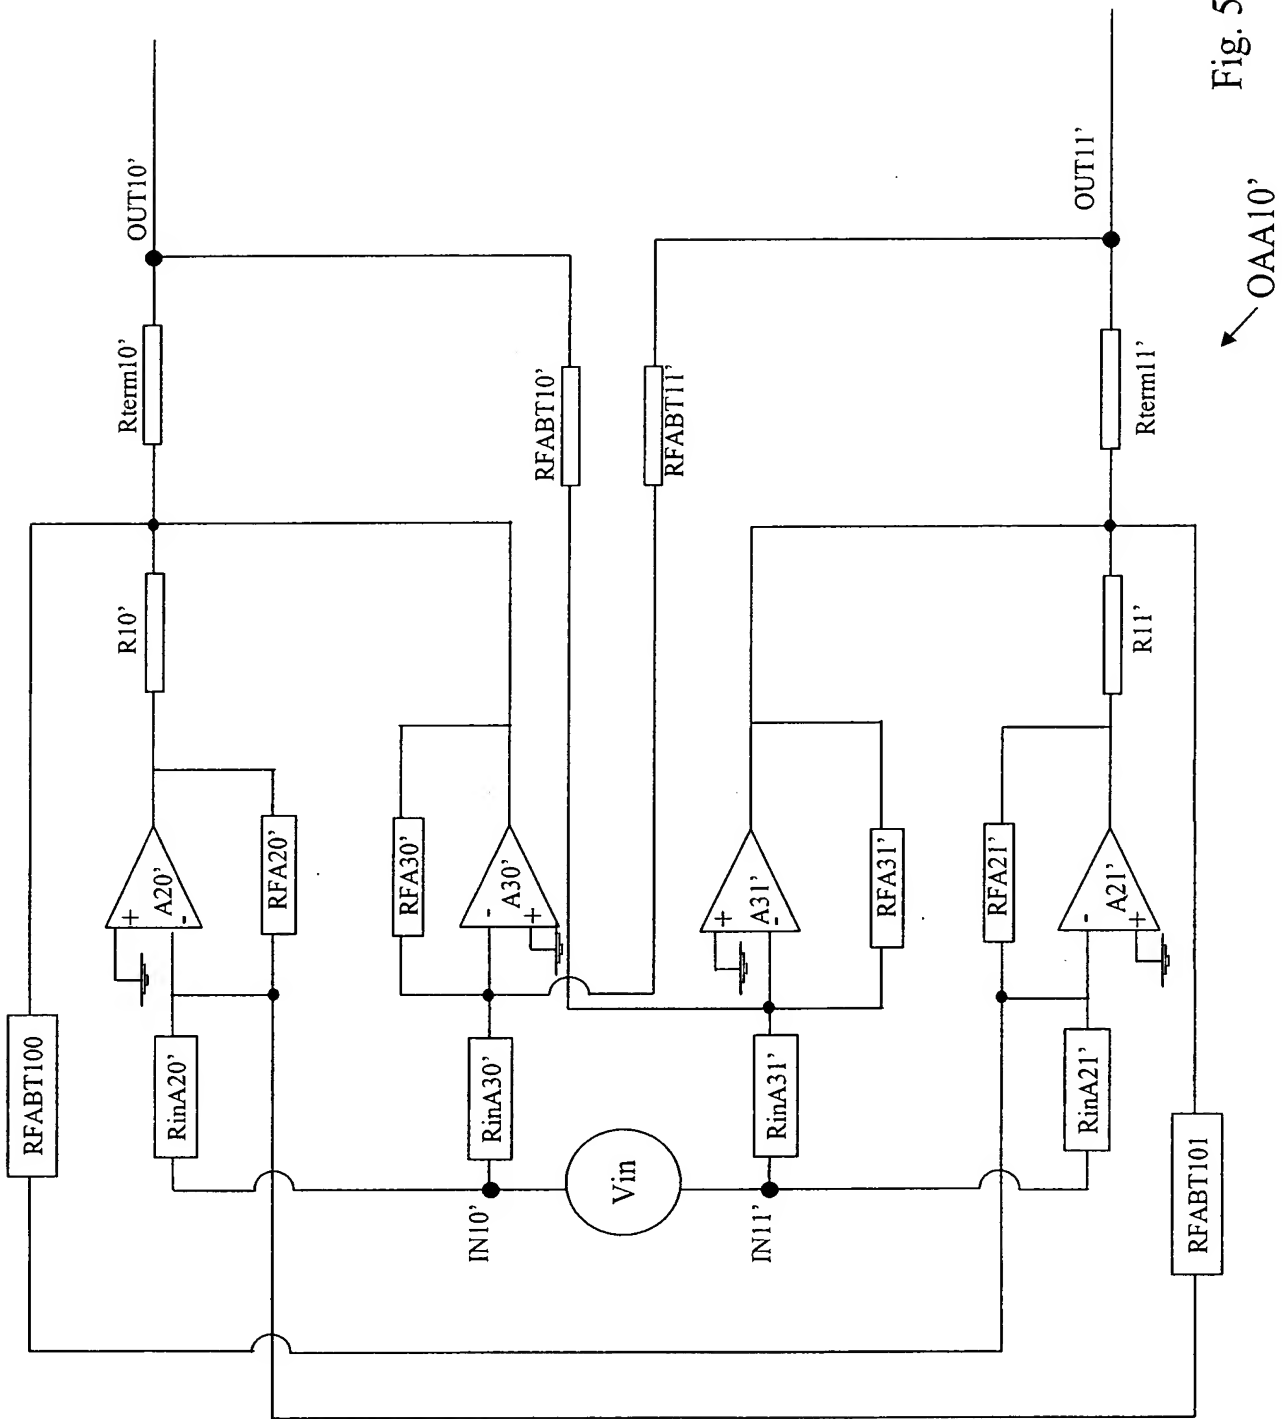 OUT10’
Rterm10’
R10’
RFABT100
A20’
+
-
RFA20’
RinA20’
RFABT10’
RFABT11’
RFA30’
A30’
-
+
RinA30’
IN10’
Vin
IN11’
RinA31’
A31’
+
-
RFA31’
RFA21’
A21’
-
+
RinA21’
RFABT101
R11’
Rterm11’
OUT11’
OAA10’
Fig. 5